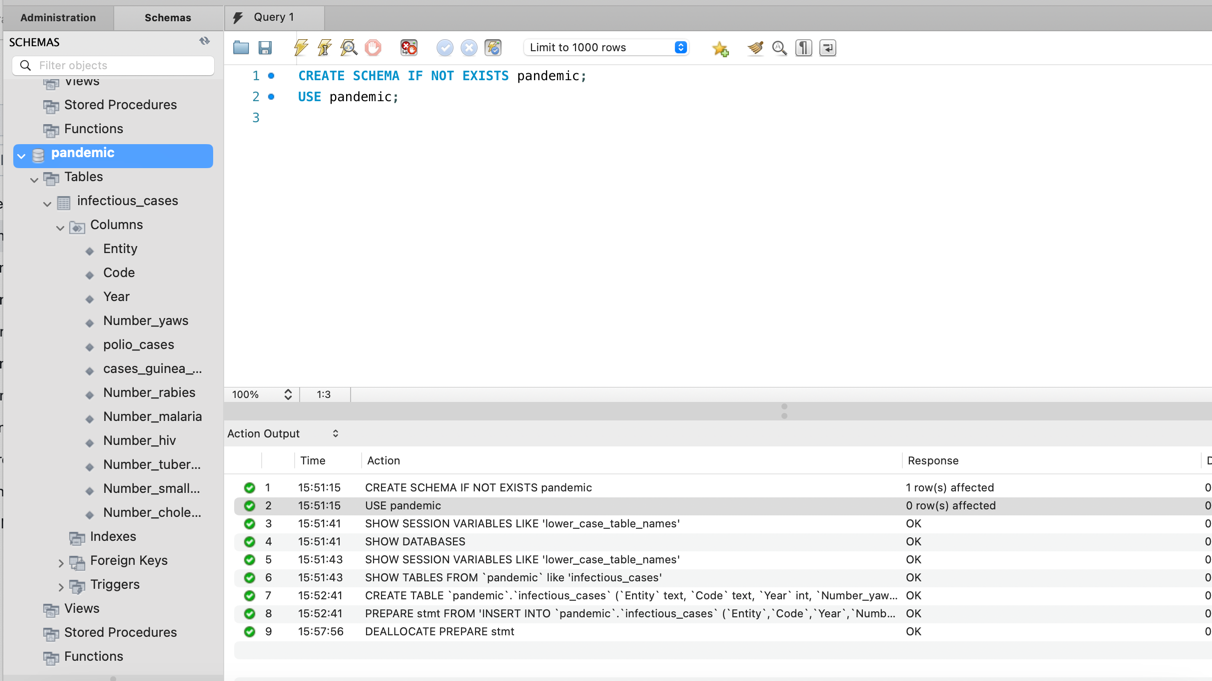 Administration
Schemas
Query 1
SCHEMAS
Filter objects
Limit to 1000 rows
Views
Stored Procedures
Functions
pandemic
Tables
infectious_cases
Columns
Entity
Code
Year
Number_yaws
polio_cases
cases_guinea_...
Number_rabies
Number_malaria
Number_hiv
Number_tuber...
Number_small...
Number_chole...
Indexes
Foreign Keys
Triggers
Views
Stored Procedures
Functions
1 CREATE SCHEMA IF NOT EXISTS pandemic;
2 USE pandemic;
3
100% 1:3
Action Output
Time Action Response D
1 15:51:15 CREATE SCHEMA IF NOT EXISTS pandemic 1 row(s) affected 0
2 15:51:15 USE pandemic 0 row(s) affected 0
3 15:51:41 SHOW SESSION VARIABLES LIKE 'lower_case_table_names' OK 0
4 15:51:41 SHOW DATABASES OK 0
5 15:51:43 SHOW SESSION VARIABLES LIKE 'lower_case_table_names' OK 0
6 15:51:43 SHOW TABLES FROM `pandemic` like 'infectious_cases' OK 0
7 15:52:41 CREATE TABLE `pandemic`.`infectious_cases` (`Entity` text, `Code` text, `Year` int, `Number_yaw... OK 0
8 15:52:41 PREPARE stmt FROM 'INSERT INTO `pandemic`.`infectious_cases` (`Entity`,`Code`,`Year`,`Numb... OK 0
9 15:57:56 DEALLOCATE PREPARE stmt OK 0